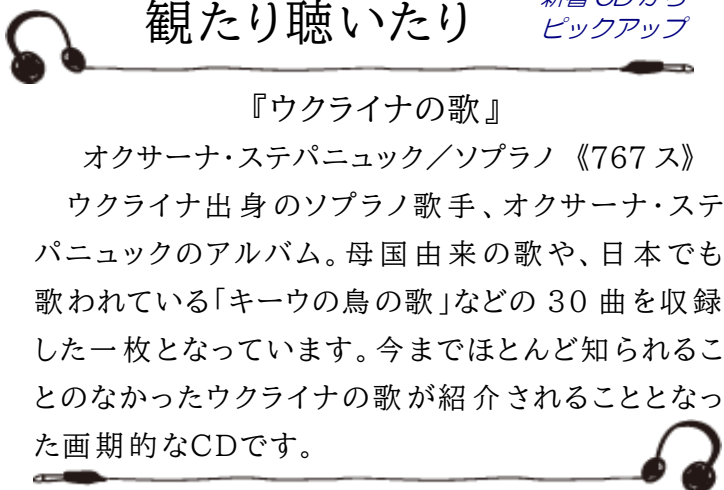 観たり聴いたり
新着CDから
ピックアップ
『ウクライナの歌』
オクサーナ・ステパニュック／ソプラノ《767ス》
ウクライナ出身のソプラノ歌手、オクサーナ・ステ
パニュックのアルバム。母国由来の歌や、日本でも
歌われている「キーウの鳥の歌」などの 30 曲を収録
した一枚となっています。今までほとんど知られるこ
とのなかったウクライナの歌が紹介されることとなっ
た画期的なCDです。